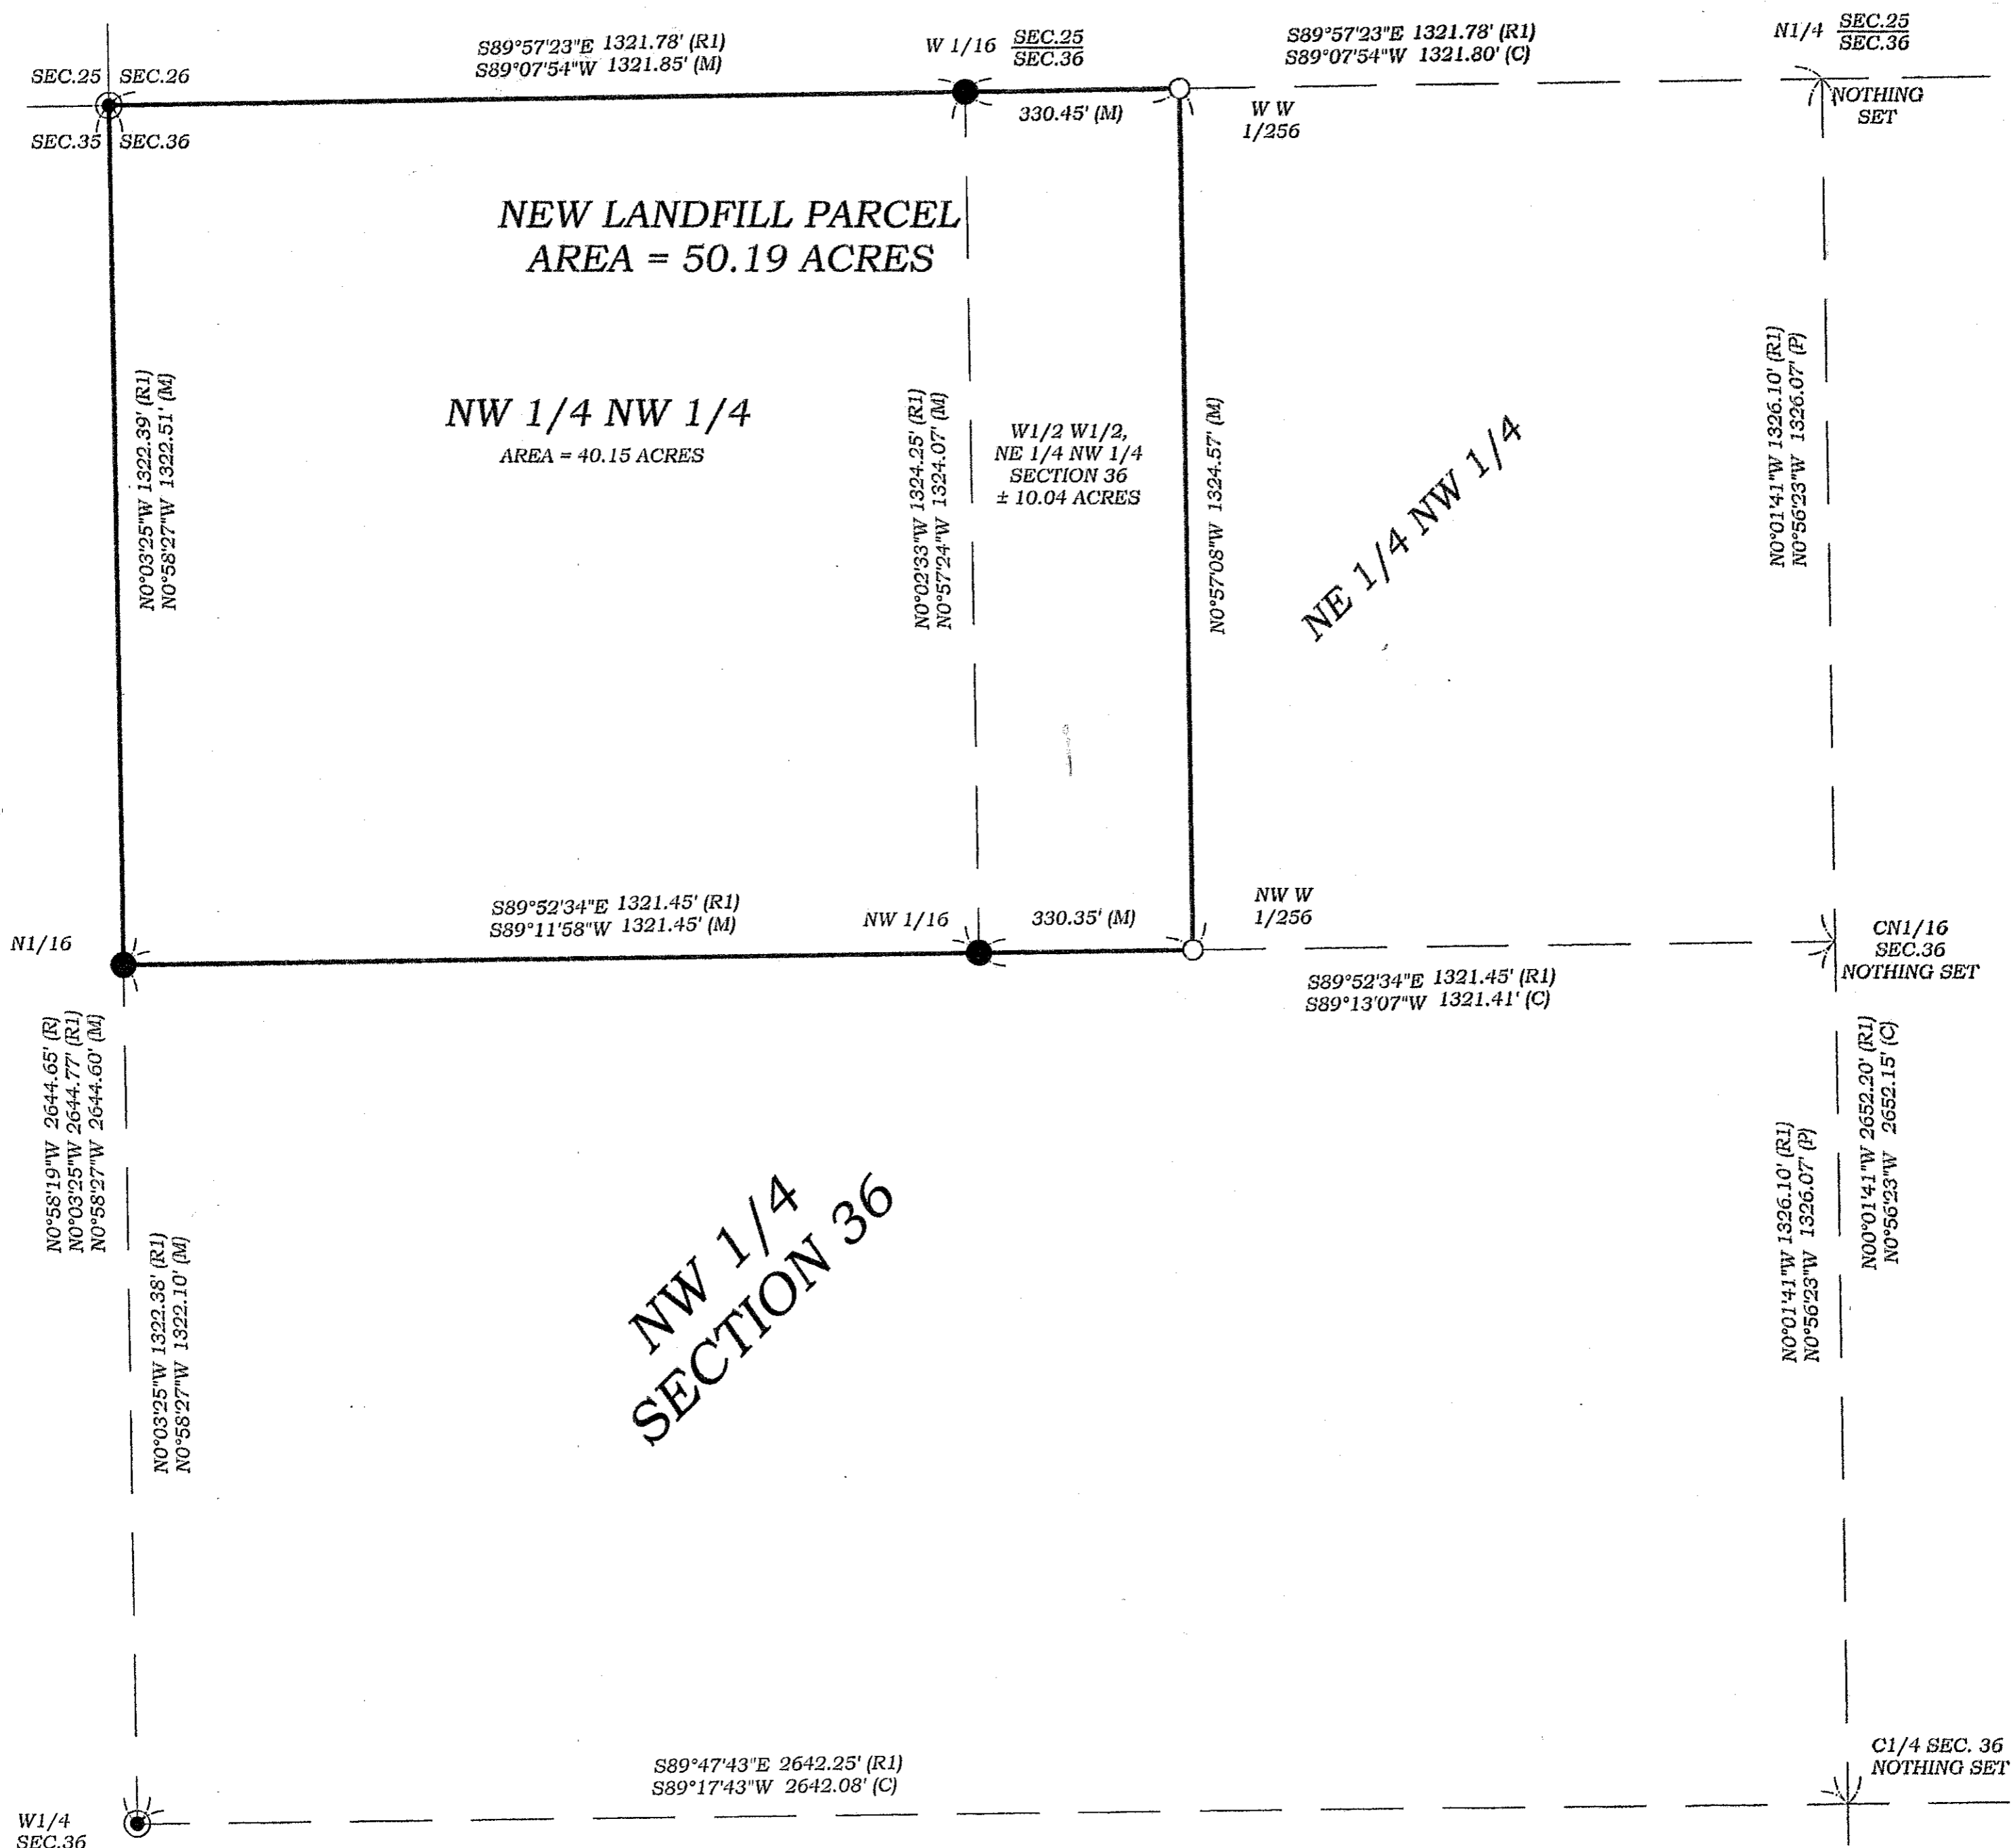 S89°57'23"E 1321.78' (R1)
S89°07'54"W 1321.85' (M)
W 1/16 SEC.25
SEC.36
S89°57'23"E 1321.78' (R1)
S89°07'54"W 1321.80' (C)
N1/4 SEC.25
SEC.36
SEC.25 SEC.26
SEC.35 SEC.36
330.45' (M)
W W
1/256
NOTHING
SET
NEW LANDFILL PARCEL
AREA = 50.19 ACRES
N0°03'25"W 1322.39' (R1)
N0°58'27"W 1322.51' (M)
NW 1/4 NW 1/4
AREA = 40.15 ACRES
N0°02'33"W 1324.25' (R1)
N0°57'24"W 1324.07' (M)
W1/2 W1/2,
NE 1/4 NW 1/4
SECTION 36
± 10.04 ACRES
N0°57'08"W 1324.57' (M)
NE 1/4 NW 1/4
N0°01'41"W 1326.10' (R1)
N0°56'23"W 1326.07' (P)
N1/16
S89°52'34"E 1321.45' (R1)
S89°11'58"W 1321.45' (M)
NW 1/16
330.35' (M)
NW W
1/256
CN1/16
SEC.36
NOTHING SET
S89°52'34"E 1321.45' (R1)
S89°13'07"W 1321.41' (C)
N0°58'19"W 2644.65' (R)
N0°03'25"W 2644.77' (R1)
N0°58'27"W 2644.60' (M)
N0°03'25"W 1322.38' (R1)
N0°58'27"W 1322.10' (M)
NW 1/4
SECTION 36
N0°01'41"W 1326.10' (R1)
N0°56'23"W 1326.07' (P)
N00°01'41"W 2652.20' (R1)
N0°56'23"W 2652.15' (C)
S89°47'43"E 2642.25' (R1)
S89°17'43"W 2642.08' (C)
C1/4 SEC. 36
NOTHING SET
W1/4
SEC.36